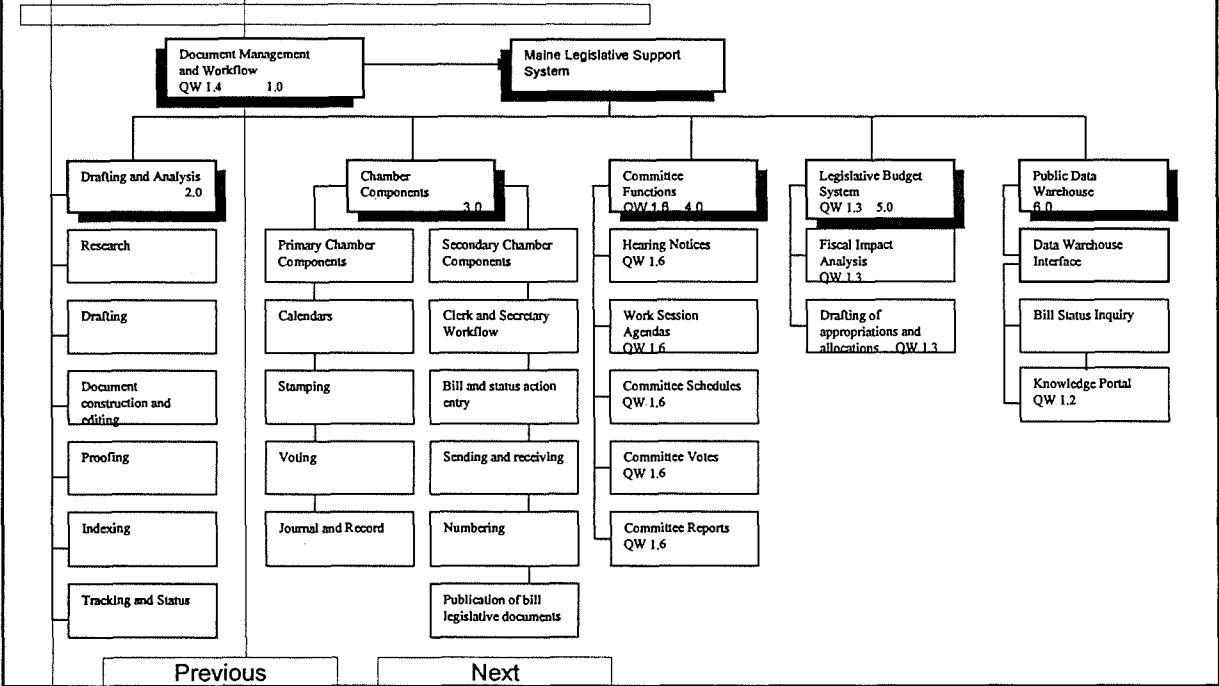 Document Management
and Workflow
QW 1.4 1.0
Maine Legislative Support
System
Drafting and Analysis
2.0
Research
Drafting
Document
construction and
editing
Proofing
Indexing
Tracking and Status
Chamber
Components
3.0
Primary Chamber
Components
Calendars
Stamping
Voting
Journal and Record
Secondary Chamber
Components
Clerk and Secretary
Workflow
Bill and status action
entry
Sending and receiving
Numbering
Publication of bill
legislative documents
Committee
Functions
QW 1.6 4.0
Hearing Notices
QW 1.6
Work Session
Agendas
QW 1.6
Committee Schedules
QW 1.6
Committee Votes
QW 1.6
Committee Reports
QW 1.6
Legislative Budget
System
QW 1.3 5.0
Fiscal Impact
Analysis
QW 1.3
Drafting of
appropriations and
allocations QW 1.3
Public Data
Warehouse
6.0
Data Warehouse
Interface
Bill Status Inquiry
Knowledge Portal
QW 1.2
Previous
Next